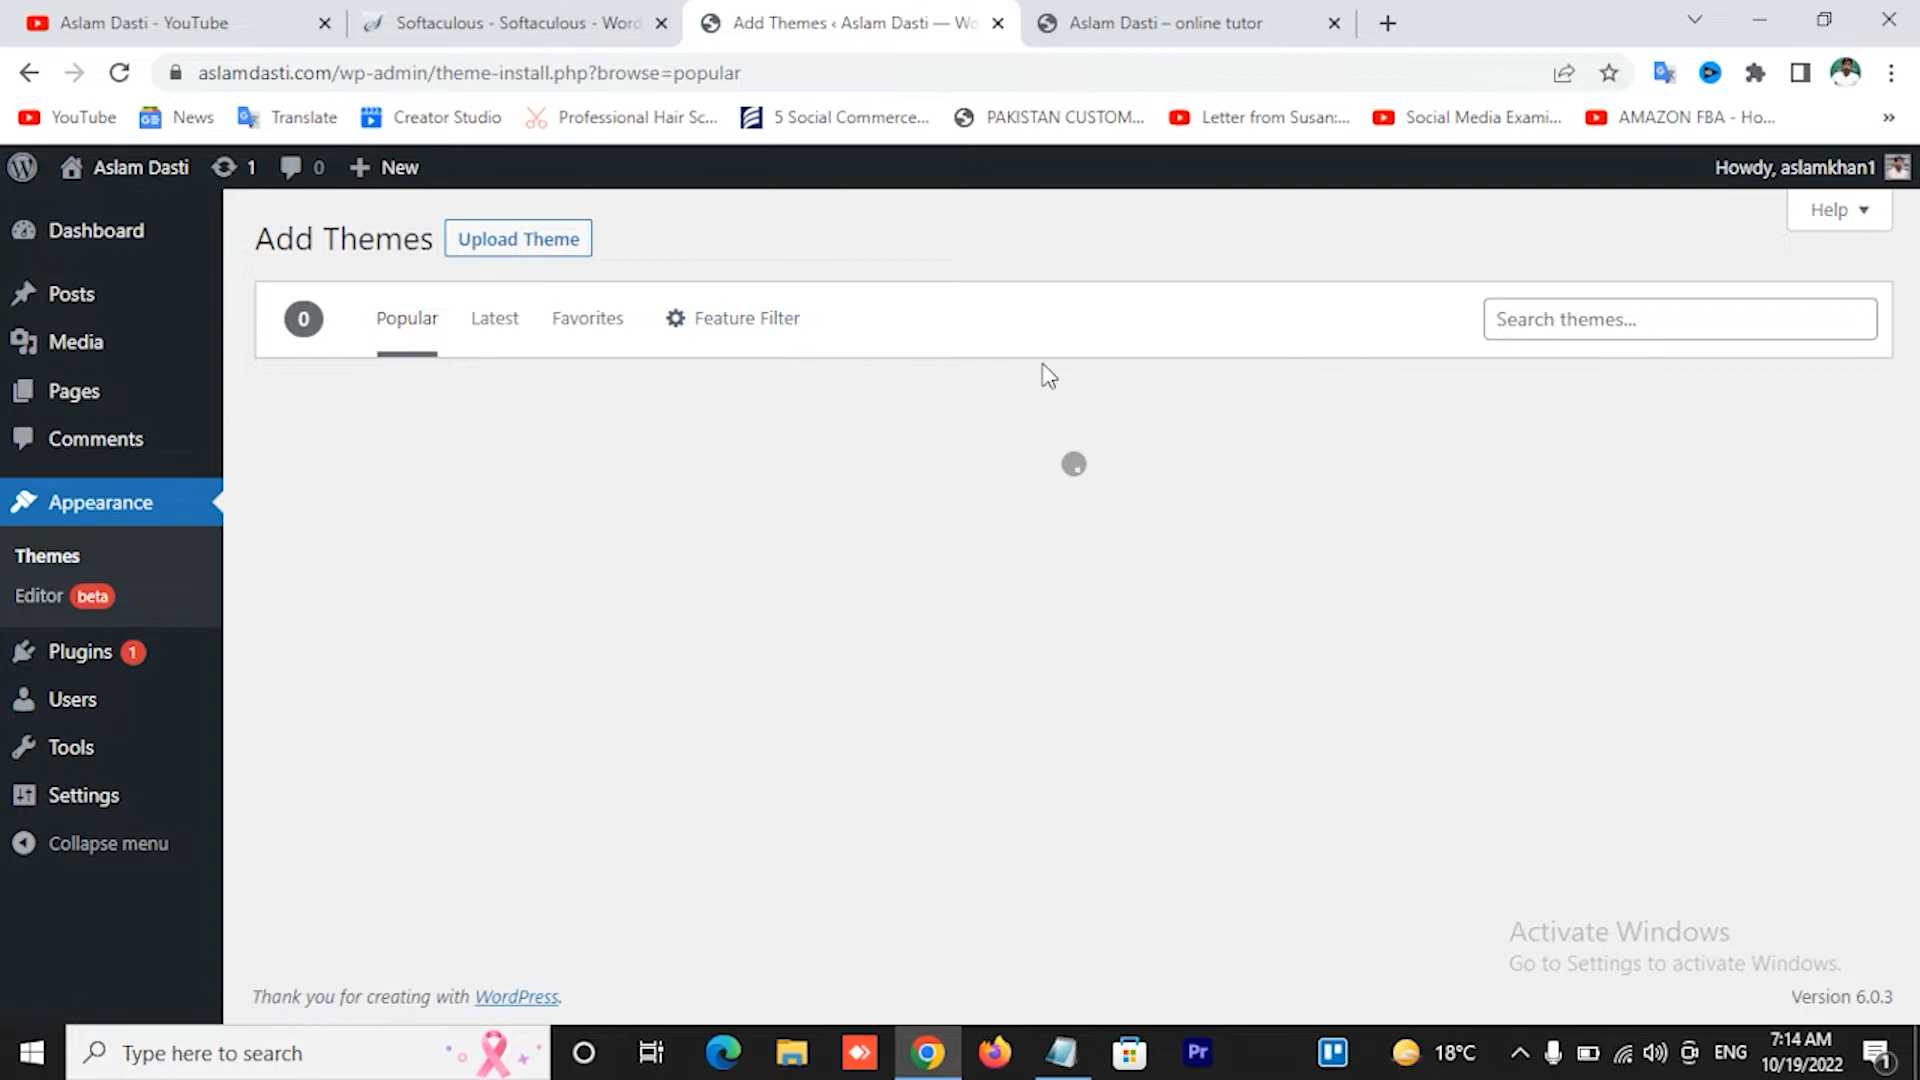 Aslam Dasti - YouTube
Softaculous - Softaculous - Word
Add Themes ‹ Aslam Dasti — Wo
Aslam Dasti – online tutor
aslamdasti.com/wp-admin/theme-install.php?browse=popular
YouTube
News
Translate
Creator Studio
Professional Hair Sc...
5 Social Commerce...
PAKISTAN CUSTOM...
Letter from Susan:...
Social Media Exami...
AMAZON FBA - Ho...
»
Aslam Dasti
1
0
New
Howdy, aslamkhan1
Dashboard
Posts
Media
Pages
Comments
Appearance
Themes
Editor beta
Plugins 1
Users
Tools
Settings
Collapse menu
Help
Add Themes
Upload Theme
0
Popular
Latest
Favorites
Feature Filter
Search themes...
Activate Windows
Go to Settings to activate Windows.
Thank you for creating with WordPress.
Version 6.0.3
Type here to search
Pr
18°C
ENG
7:14 AM
10/19/2022
1